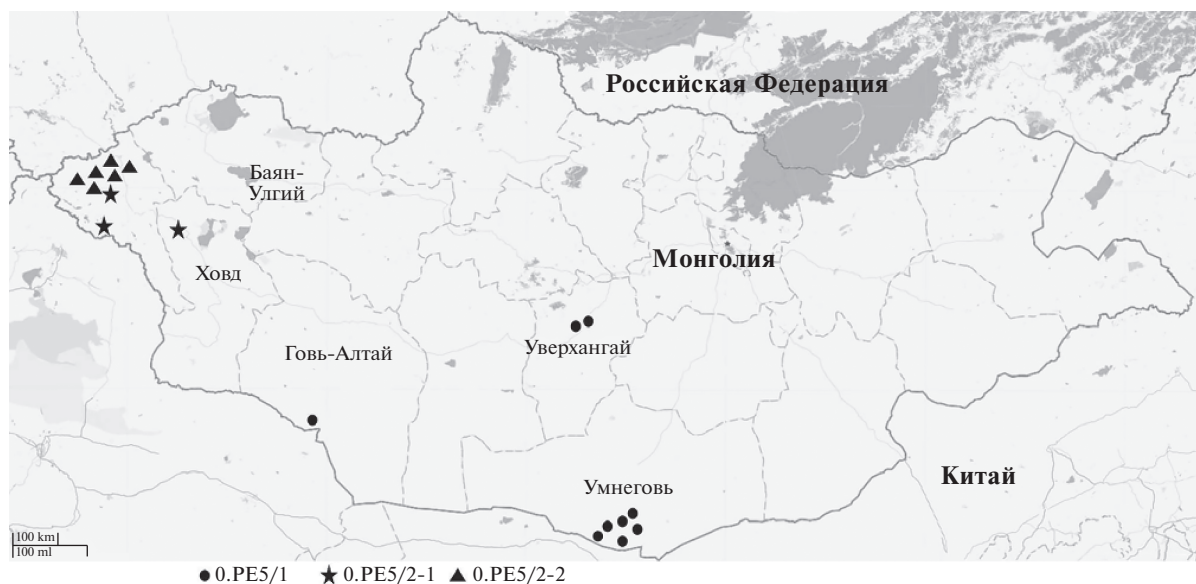 Российская Федерация
Баян-
Улгий
Монголия
Ховд
Уверхангай
Говь-Алтай
Китай
Умнеговь
100 km
100 ml
0.PE5/1 0.PE5/2-1 0.PE5/2-2